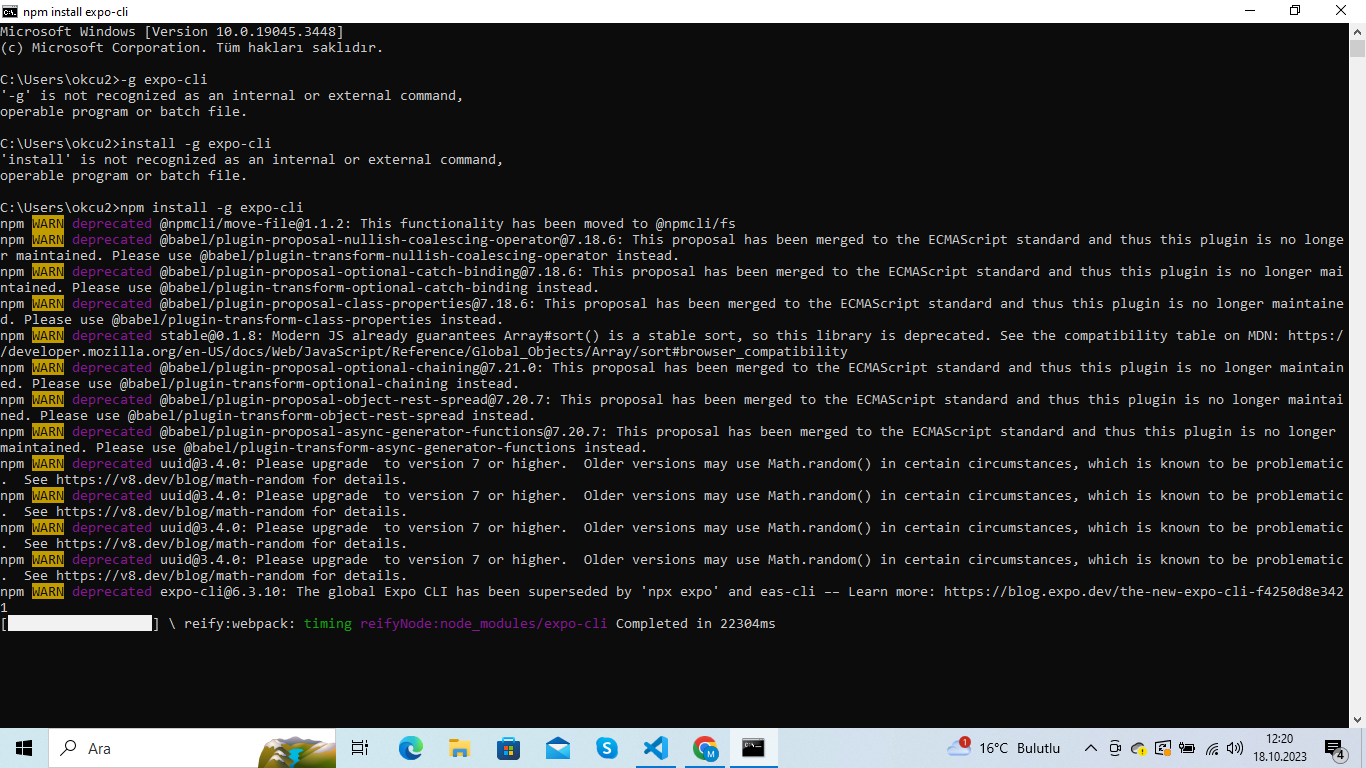 npm install expo-cli
Microsoft Windows [Version 10.0.19045.3448]
(c) Microsoft Corporation. Tüm hakları saklıdır.
C:\Users\okcu2>-g expo-cli
'-g' is not recognized as an internal or external command,
operable program or batch file.
C:\Users\okcu2>install -g expo-cli
'install' is not recognized as an internal or external command,
operable program or batch file.
C:\Users\okcu2>npm install -g expo-cli
npm WARN deprecated @npmcli/move-file@1.1.2: This functionality has been moved to @npmcli/fs
npm WARN deprecated @babel/plugin-proposal-nullish-coalescing-operator@7.18.6: This proposal has been merged to the ECMAScript standard and thus this plugin is no longe
r maintained. Please use @babel/plugin-transform-nullish-coalescing-operator instead.
npm WARN deprecated @babel/plugin-proposal-optional-catch-binding@7.18.6: This proposal has been merged to the ECMAScript standard and thus this plugin is no longer mai
ntained. Please use @babel/plugin-transform-optional-catch-binding instead.
npm WARN deprecated @babel/plugin-proposal-class-properties@7.18.6: This proposal has been merged to the ECMAScript standard and thus this plugin is no longer maintaine
d. Please use @babel/plugin-transform-class-properties instead.
npm WARN deprecated stable@0.1.8: Modern JS already guarantees Array#sort() is a stable sort, so this library is deprecated. See the compatibility table on MDN: https:/
/developer.mozilla.org/en-US/docs/Web/JavaScript/Reference/Global_Objects/Array/sort#browser_compatibility
npm WARN deprecated @babel/plugin-proposal-optional-chaining@7.21.0: This proposal has been merged to the ECMAScript standard and thus this plugin is no longer maintain
ed. Please use @babel/plugin-transform-optional-chaining instead.
npm WARN deprecated @babel/plugin-proposal-object-rest-spread@7.20.7: This proposal has been merged to the ECMAScript standard and thus this plugin is no longer maintai
ned. Please use @babel/plugin-transform-object-rest-spread instead.
npm WARN deprecated @babel/plugin-proposal-async-generator-functions@7.20.7: This proposal has been merged to the ECMAScript standard and thus this plugin is no longer
maintained. Please use @babel/plugin-transform-async-generator-functions instead.
npm WARN deprecated uuid@3.4.0: Please upgrade  to version 7 or higher.  Older versions may use Math.random() in certain circumstances, which is known to be problematic
.  See https://v8.dev/blog/math-random for details.
npm WARN deprecated uuid@3.4.0: Please upgrade  to version 7 or higher.  Older versions may use Math.random() in certain circumstances, which is known to be problematic
.  See https://v8.dev/blog/math-random for details.
npm WARN deprecated uuid@3.4.0: Please upgrade  to version 7 or higher.  Older versions may use Math.random() in certain circumstances, which is known to be problematic
.  See https://v8.dev/blog/math-random for details.
npm WARN deprecated uuid@3.4.0: Please upgrade  to version 7 or higher.  Older versions may use Math.random() in certain circumstances, which is known to be problematic
.  See https://v8.dev/blog/math-random for details.
npm WARN deprecated expo-cli@6.3.10: The global Expo CLI has been superseded by 'npx expo' and eas-cli -- Learn more: https://blog.expo.dev/the-new-expo-cli-f4250d8e342
1
[                  ] \ reify:webpack: timing reifyNode:node_modules/expo-cli Completed in 22304ms
Ara
1
16°C Bulutlu
12:20
18.10.2023
4